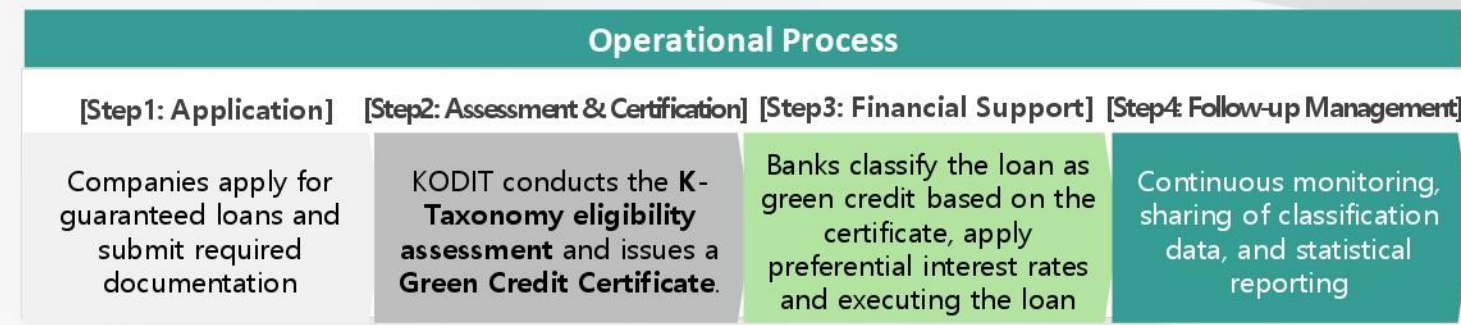 Operational Process
[Step1: Application]
[Step2: Assessment & Certification]
[Step3: Financial Support]
[Step4: Follow-up Management]
Companies apply for
guaranteed loans and
submit required
documentation
KODIT conducts the K-
Taxonomy eligibility
assessment and issues a
Green Credit Certificate.
Banks classify the loan as
green credit based on the
certificate, apply
preferential interest rates
and executing the loan
Continuous monitoring,
sharing of classification
data, and statistical
reporting